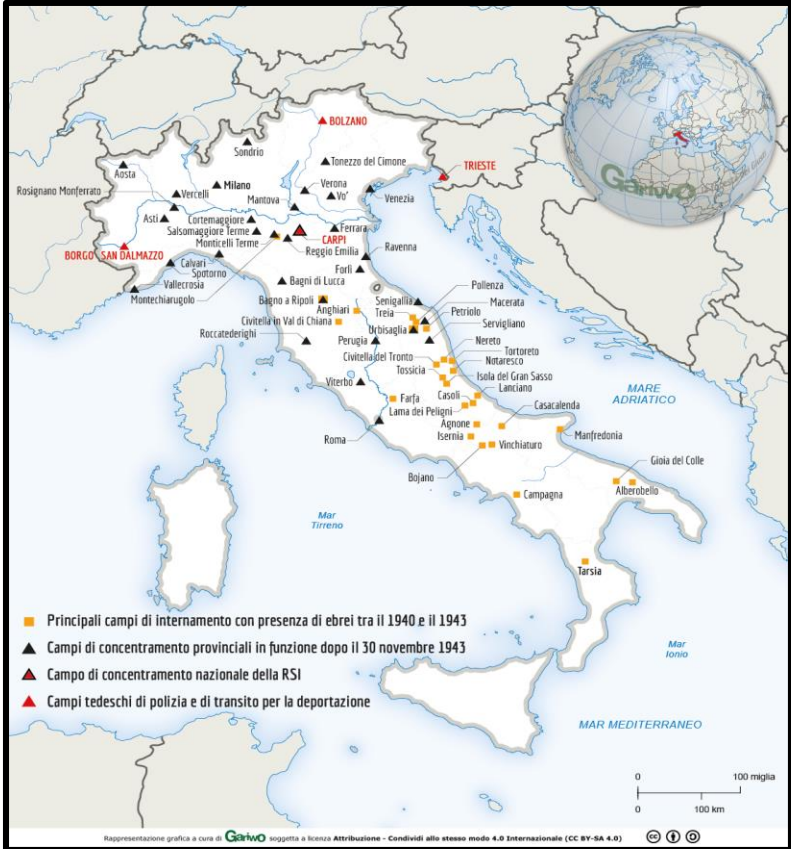 BOLZANO
Sondrio
Tonezzo del Cimone
TRIESTE
Aosta
Rosignano Monferrato
Vercelli
Milano
Verona
Vo'
Mantova
Venezia
Asti
Cortemaggiore
Salsomaggiore Terme
Ferrara
Monticelli Terme
CARPI
Reggio Emilia
BORGO SAN DALMAZZO
Calvari
Spotorno
Ravenna
Forlì
Vallecrosia
Montechiarugolo
Bagni di Lucca
Bagno a Ripoli
Anghiari
Civitella in Val di Chiana
Roccatederighi
Senigallia
Treia
Urbisaglia
Perugia
Pollenza
Macerata
Petriolo
Servigliano
Nereto
Civitella del Tronto
Tortoreto
Notaresco
Tossicia
Isola del Gran Sasso
Viterbo
Lanciano
Farfa
Casoli
Lama dei Peligni
Casacalenda
Agnone
Isernia
Roma
Vinchiaturo
Manfredonia
Bojano
Gioia del Colle
Alberobello
Campagna
Tarsia
MARE
ADRIATICO
Mar
Tirreno
Mar
Ionio
MAR MEDITERRANEO
Gariwo
Principali campi di internamento con presenza di ebrei tra il 1940 e il 1943
Campi di concentramento provinciali in funzione dopo il 30 novembre 1943
Campo di concentramento nazionale della RSI
Campi tedeschi di polizia e di transito per la deportazione
0 100 miglia
0 100 km
Rappresentazione grafica a cura di Gariwo soggetta a licenza Attribuzione - Condividi allo stesso modo 4.0 Internazionale (CC BY-SA 4.0)